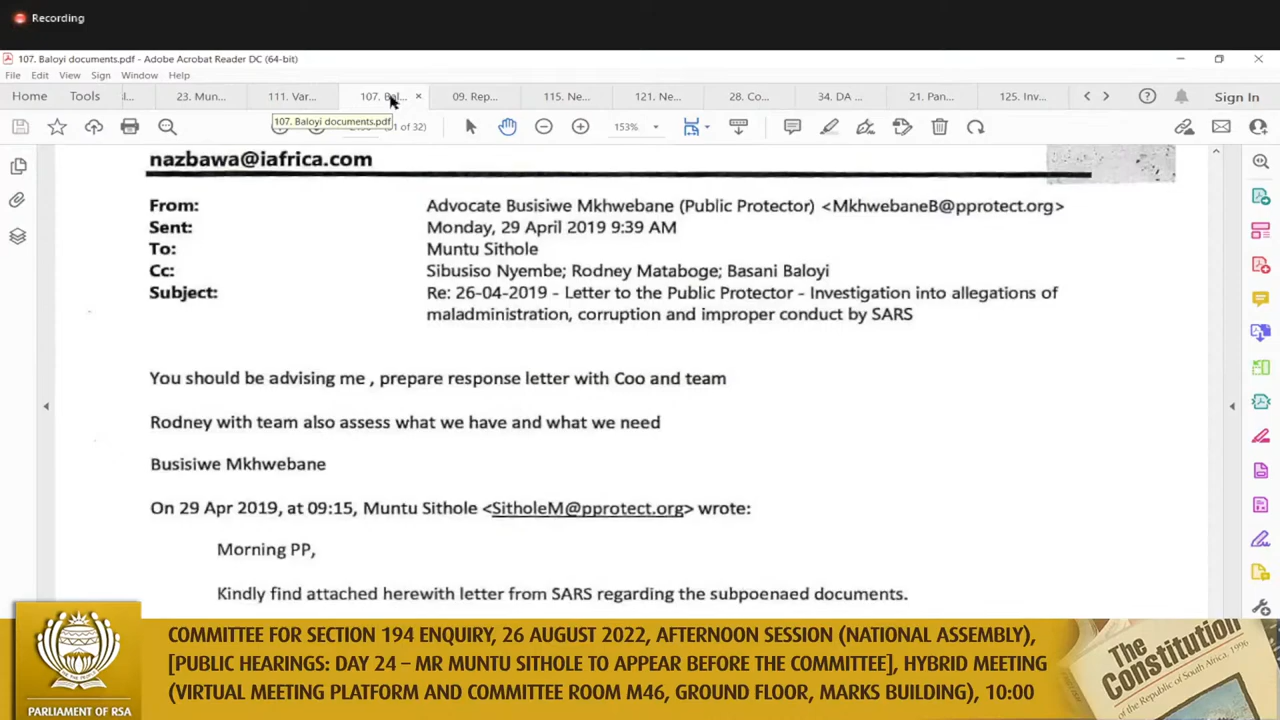 Recording
107. Baloyi documents.pdf - Adobe Acrobat Reader DC (64-bit)
File Edit View Sign Window Help
Home Tools il... 23. Mun... 111. Var... 107. Bal... 09. Rep... 115. Ne... 121. Ne... 28. Co... 34. DA ... 21. Pan... 125. Inv... Sign In
107. Baloyi documents.pdf
of 32) 153%
nazbawa@iafrica.com
From: Advocate Busisiwe Mkhwebane (Public Protector) <MkhwebaneB@pprotect.org>
Sent: Monday, 29 April 2019 9:39 AM
To: Muntu Sithole
Cc: Sibusiso Nyembe; Rodney Mataboge; Basani Baloyi
Subject: Re: 26-04-2019 - Letter to the Public Protector - Investigation into allegations of
maladministration, corruption and improper conduct by SARS
You should be advising me , prepare response letter with Coo and team
Rodney with team also assess what we have and what we need
Busisiwe Mkhwebane
On 29 Apr 2019, at 09:15, Muntu Sithole <SitholeM@pprotect.org> wrote:
Morning PP,
Kindly find attached herewith letter from SARS regarding the subpoenaed documents.
COMMITTEE FOR SECTION 194 ENQUIRY, 26 AUGUST 2022, AFTERNOON SESSION (NATIONAL ASSEMBLY),
[PUBLIC HEARINGS: DAY 24 – MR MUNTU SITHOLE TO APPEAR BEFORE THE COMMITTEE], HYBRID MEETING
(VIRTUAL MEETING PLATFORM AND COMMITTEE ROOM M46, GROUND FLOOR, MARKS BUILDING), 10:00
PARLIAMENT OF RSA
The
Constitution
of the Republic of South Africa, 1996